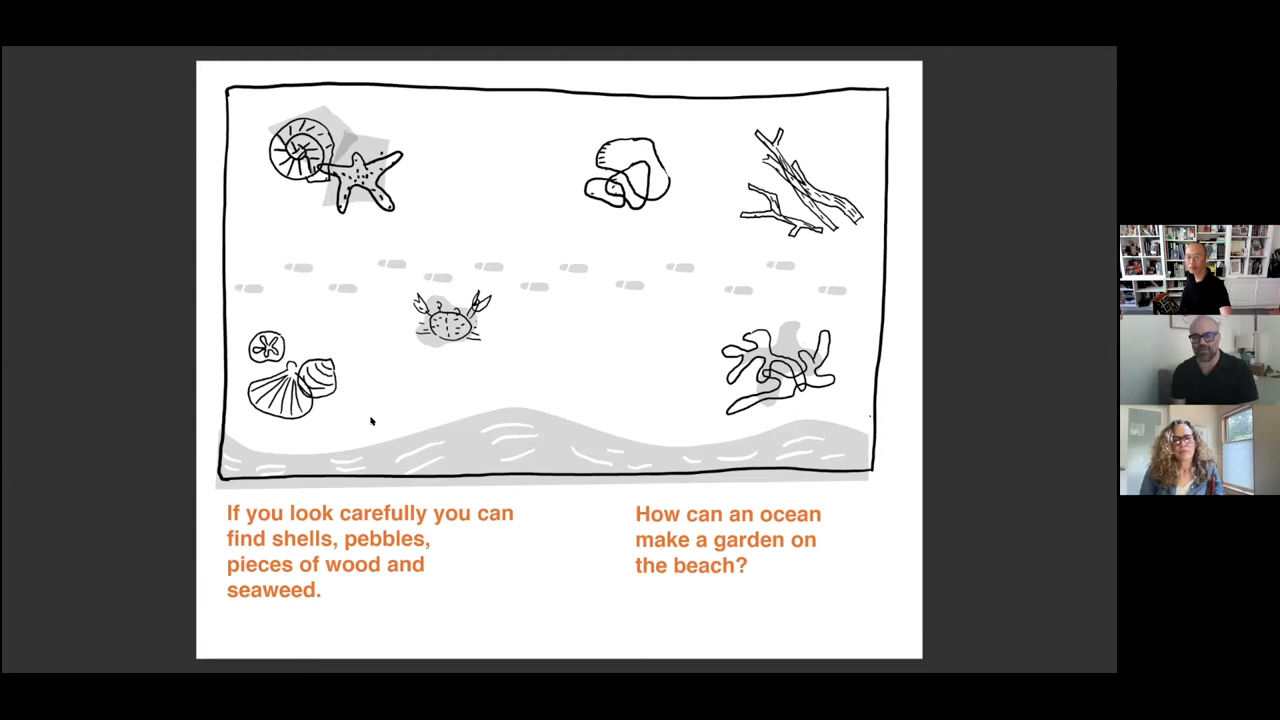 If you look carefully you can
find shells, pebbles,
pieces of wood and
seaweed.
How can an ocean
make a garden on
the beach?